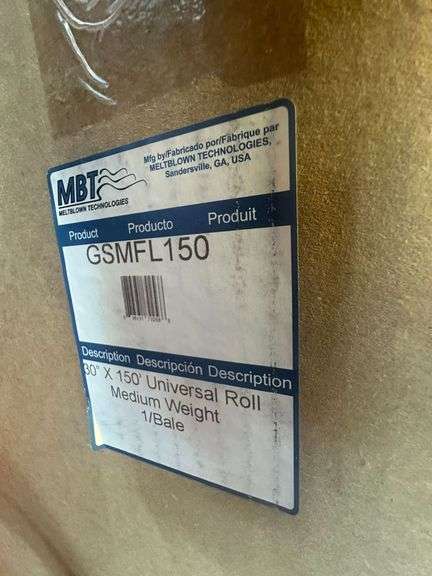 MBT
MELTBLOWN TECHNOLOGIES
Mfg by/Fabricado por/Fabrique par
MELTBLOWN TECHNOLOGIES,
Sandersville, GA, USA
Product Producto Produit
GSMFL150
Description Descripción Description
30" X 150' Universal Roll
Medium Weight
1/Bale